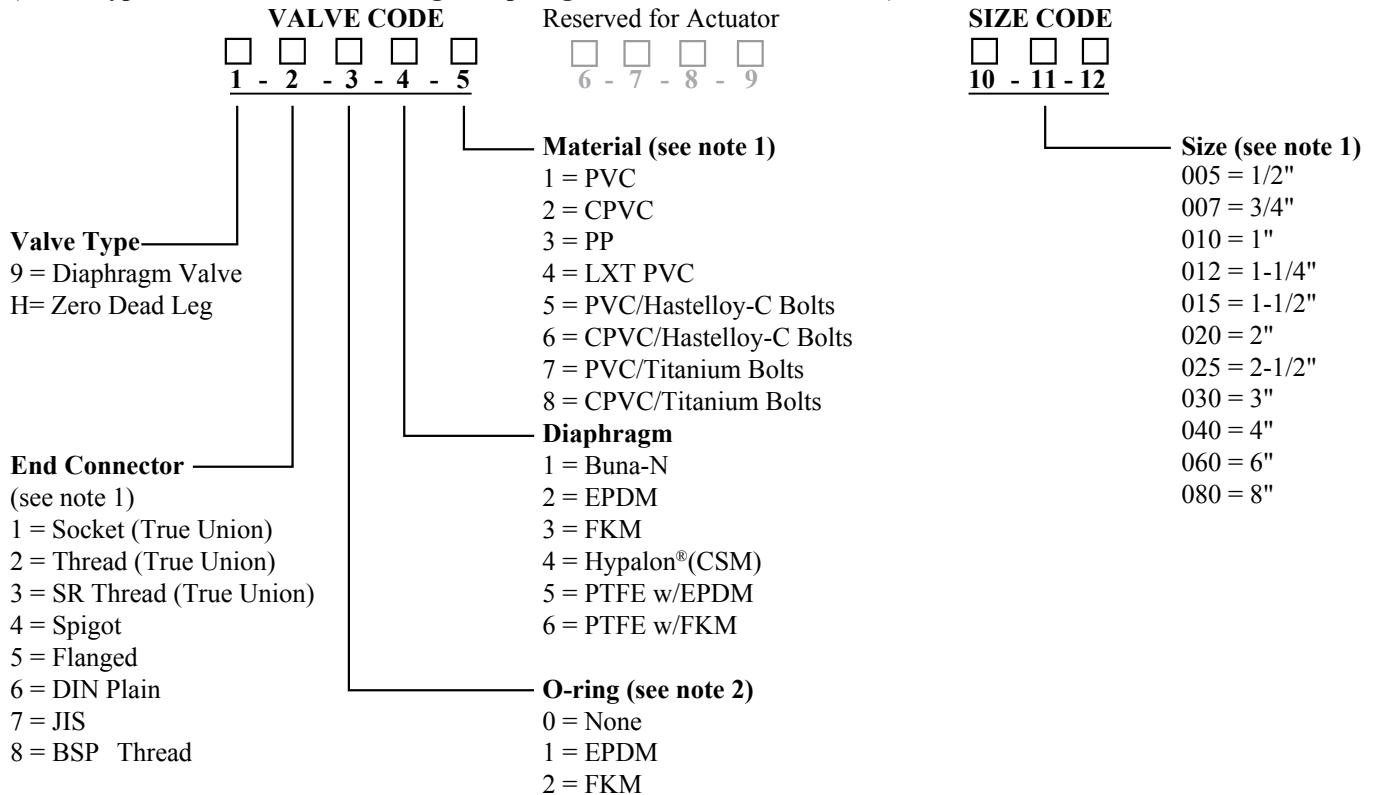 VALVE CODE
Reserved for Actuator
SIZE CODE
1 - 2 - 3 - 4 - 5
6 - 7 - 8 - 9
10 - 11 - 12
Valve Type
9 = Diaphragm Valve
H= Zero Dead Leg
End Connector
(see note 1)
1 = Socket (True Union)
2 = Thread (True Union)
3 = SR Thread (True Union)
4 = Spigot
5 = Flanged
6 = DIN Plain
7 = JIS
8 = BSP Thread
Material (see note 1)
1 = PVC
2 = CPVC
3 = PP
4 = LXT PVC
5 = PVC/Hastelloy-C Bolts
6 = CPVC/Hastelloy-C Bolts
7 = PVC/Titanium Bolts
8 = CPVC/Titanium Bolts
Diaphragm
1 = Buna-N
2 = EPDM
3 = FKM
4 = Hypalon®(CSM)
5 = PTFE w/EPDM
6 = PTFE w/FKM
O-ring (see note 2)
0 = None
1 = EPDM
2 = FKM
Size (see note 1)
005 = 1/2"
007 = 3/4"
010 = 1"
012 = 1-1/4"
015 = 1-1/2"
020 = 2"
025 = 2-1/2"
030 = 3"
040 = 4"
060 = 6"
080 = 8"